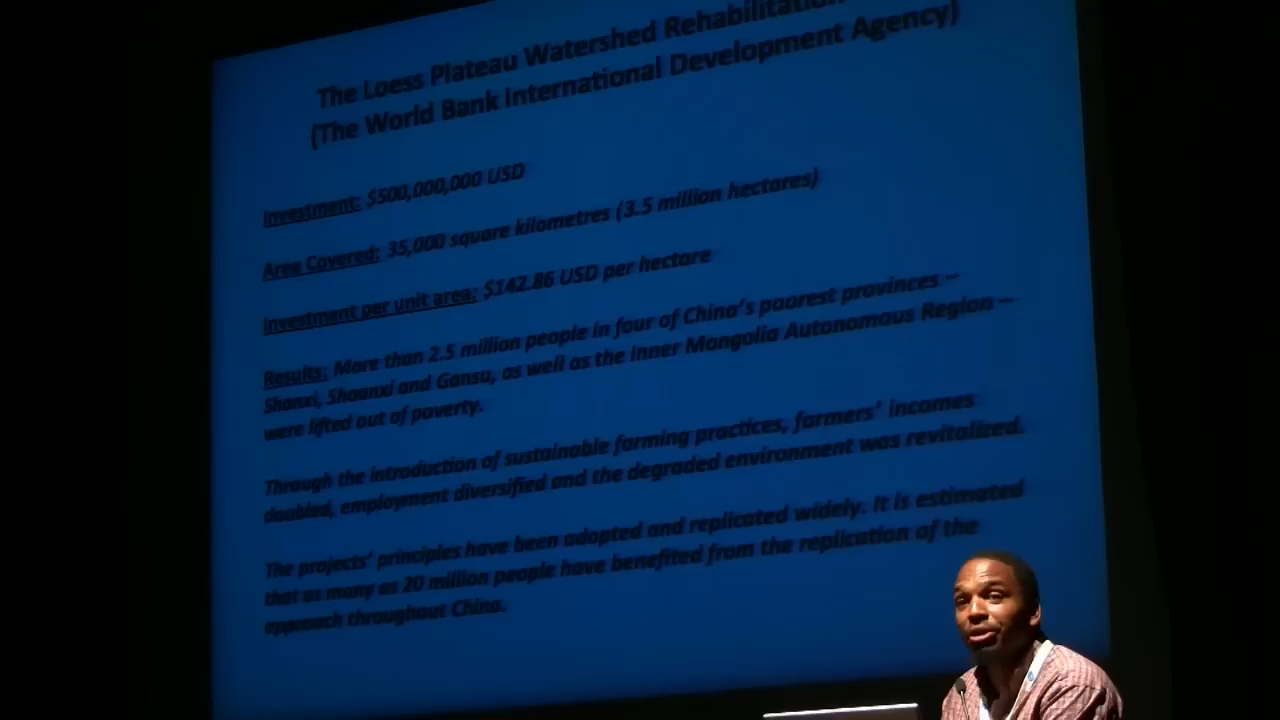 The Loess Plateau Watershed Rehabilitation
(The World Bank International Development Agency)
Investment: $500,000,000 USD
Area Covered: 35,000 square kilometres (3.5 million hectares)
Investment per unit area: $142.86 USD per hectare
Results: More than 2.5 million people in four of China's poorest provinces –
Shanxi, Shaanxi and Gansu, as well as the Inner Mongolia Autonomous Region –
were lifted out of poverty.
Through the introduction of sustainable farming practices, farmers' incomes
doubled, employment diversified and the degraded environment was revitalized.
The projects' principles have been adopted and replicated widely. It is estimated
that as many as 20 million people have benefited from the replication of the
approach throughout China.